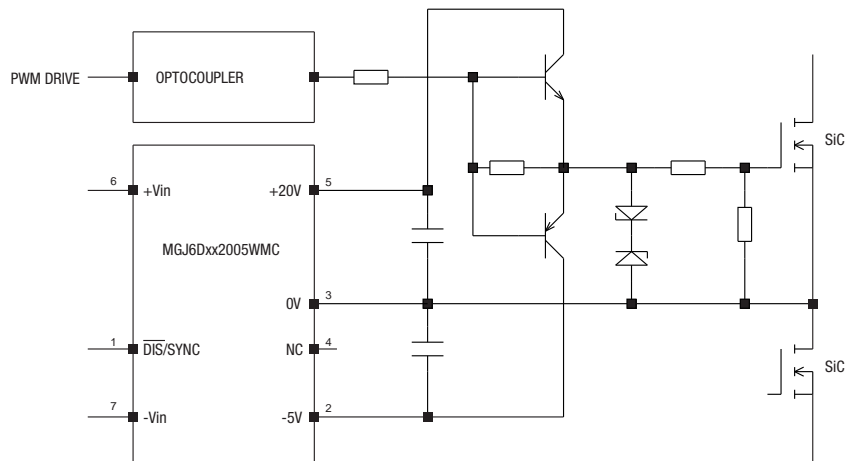 PWM DRIVE
OPTOCOUPLER
SiC
6
+Vin
+20V
5
MGJ6Dxx2005WMC
0V
3
1
DIS/SYNC
NC
4
SiC
7
-Vin
-5V
2